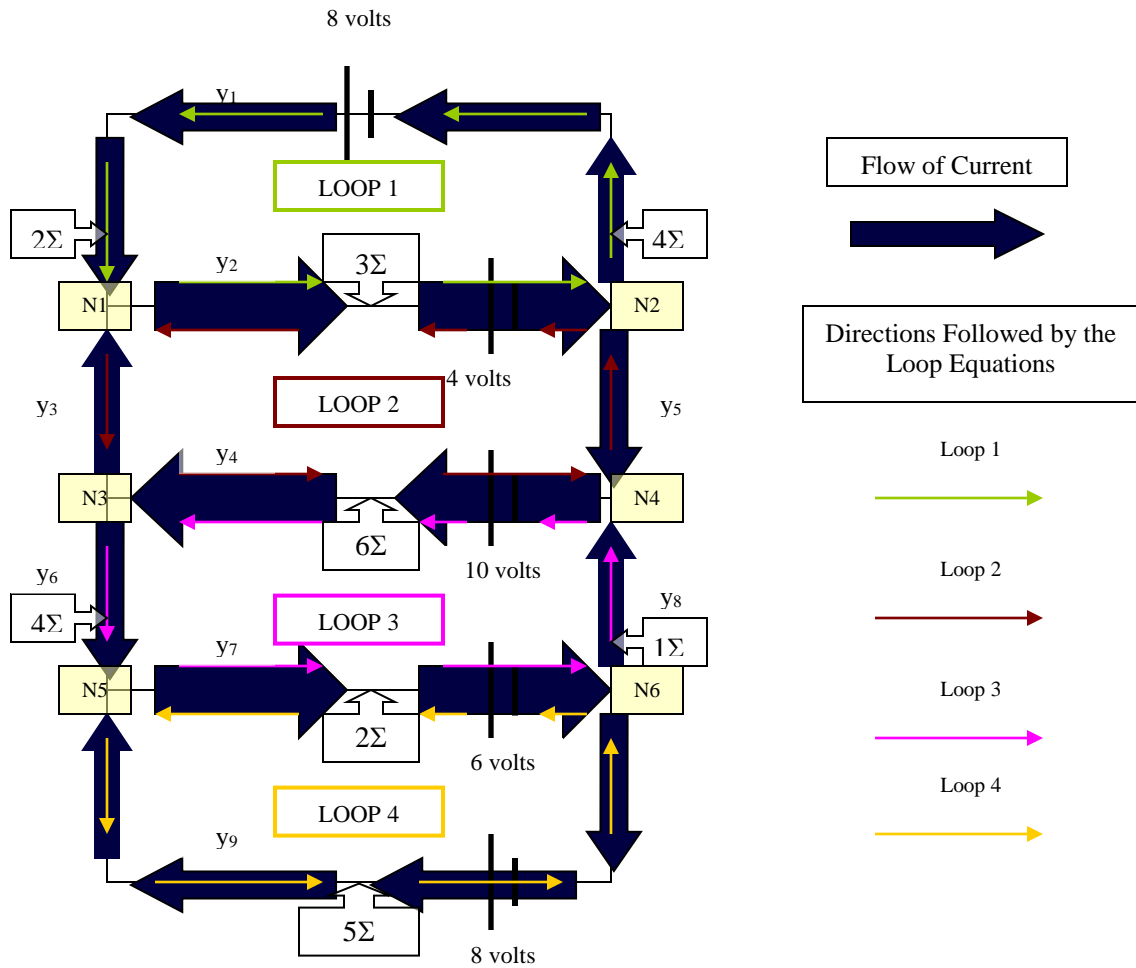 8 volts
y1
LOOP 1
Flow of Current
2Σ
4Σ
y2
3Σ
N1
N2
Directions Followed by the
Loop Equations
4 volts
LOOP 2
y3
y5
y4
Loop 1
N3
N4
6Σ
10 volts
Loop 2
y6
y8
4Σ
LOOP 3
1Σ
y7
N5
N6
Loop 3
2Σ
6 volts
Loop 4
LOOP 4
y9
5Σ
8 volts